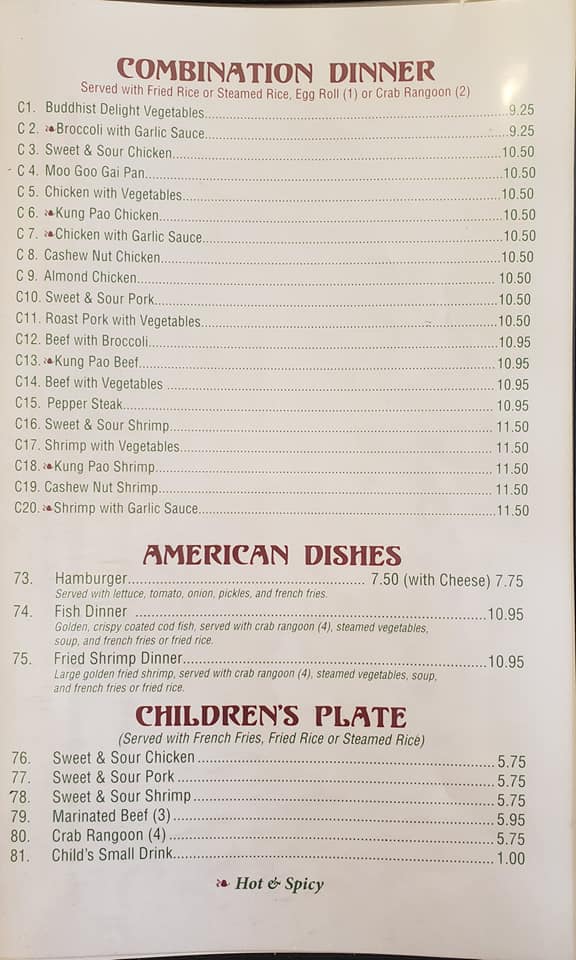 COMBINATION DINNER
Served with Fried Rice or Steamed Rice, Egg Roll (1) or Crab Rangoon (2)
C1. Buddhist Delight Vegetables 9.25
C 2. ❧Broccoli with Garlic Sauce 9.25
C 3. Sweet & Sour Chicken 10.50
C 4. Moo Goo Gai Pan 10.50
C 5. Chicken with Vegetables 10.50
C 6. ❧Kung Pao Chicken 10.50
C 7. ❧Chicken with Garlic Sauce 10.50
C 8. Cashew Nut Chicken 10.50
C 9. Almond Chicken 10.50
C10. Sweet & Sour Pork 10.50
C11. Roast Pork with Vegetables 10.50
C12. Beef with Broccoli 10.95
C13. ❧Kung Pao Beef 10.95
C14. Beef with Vegetables 10.95
C15. Pepper Steak 10.95
C16. Sweet & Sour Shrimp 11.50
C17. Shrimp with Vegetables 11.50
C18. ❧Kung Pao Shrimp 11.50
C19. Cashew Nut Shrimp 11.50
C20. ❧Shrimp with Garlic Sauce 11.50
AMERICAN DISHES
73. Hamburger 7.50 (with Cheese) 7.75
Served with lettuce, tomato, onion, pickles, and french fries.
74. Fish Dinner 10.95
Golden, crispy coated cod fish, served with crab rangoon (4), steamed vegetables,
soup, and french fries or fried rice.
75. Fried Shrimp Dinner 10.95
Large golden fried shrimp, served with crab rangoon (4), steamed vegetables, soup,
and french fries or fried rice.
CHILDREN'S PLATE
(Served with French Fries, Fried Rice or Steamed Rice)
76. Sweet & Sour Chicken 5.75
77. Sweet & Sour Pork 5.75
78. Sweet & Sour Shrimp 5.75
79. Marinated Beef (3) 5.95
80. Crab Rangoon (4) 5.75
81. Child's Small Drink 1.00
❧ Hot & Spicy